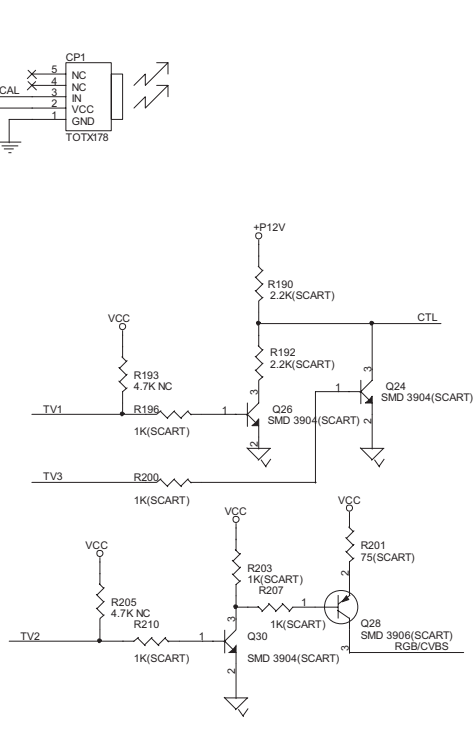 CP1
5 NC
4 NC
CAL 3 IN
2 VCC
1 GND
TOTX178
+P12V
R190
2.2K(SCART)
CTL
VCC
R192
2.2K(SCART)
R193
4.7K NC
3
3
1
Q24
SMD 3904(SCART)
TV1
R196
1
Q26
SMD 3904(SCART)
2
1K(SCART)
2
TV3
R200
1K(SCART)
VCC
VCC
R201
75(SCART)
VCC
R203
1K(SCART)
R207
2
R205
4.7K NC
1
R210
3
1K(SCART)
Q28
SMD 3906(SCART)
TV2
1
Q30
3
RGB/CVBS
1K(SCART)
SMD 3904(SCART)
2